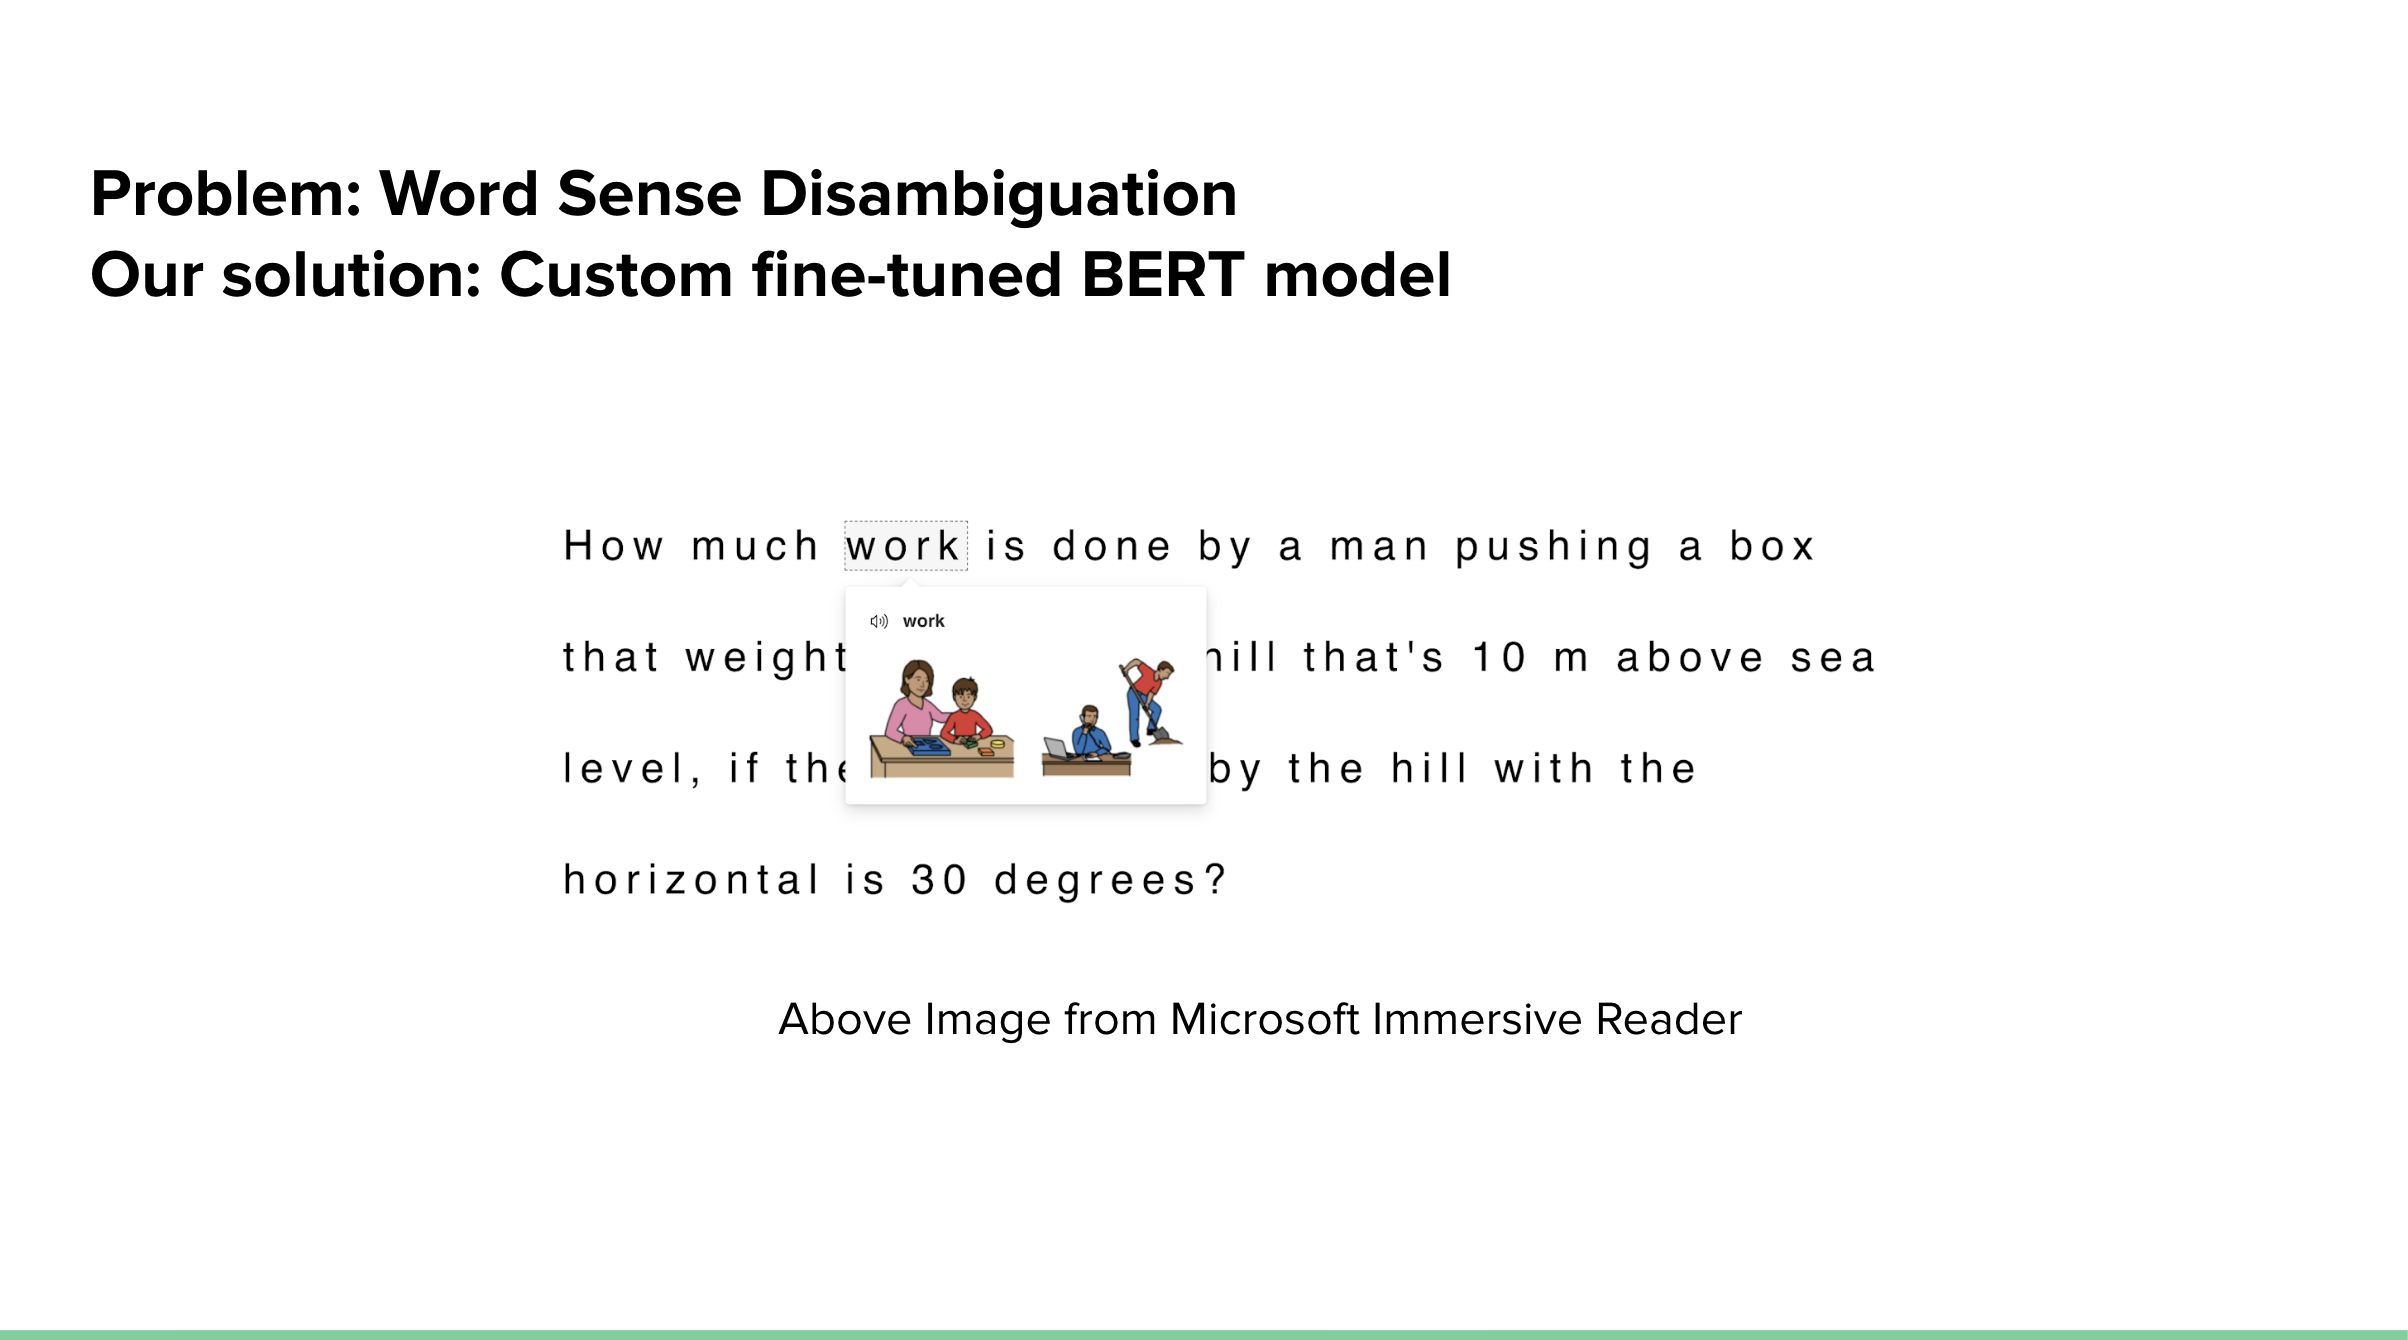 Problem: Word Sense Disambiguation
Our solution: Custom fine-tuned BERT model
How much work is done by a man pushing a box
work
that weight hill that's 10 m above sea
level, if the by the hill with the
horizontal is 30 degrees?
Above Image from Microsoft Immersive Reader